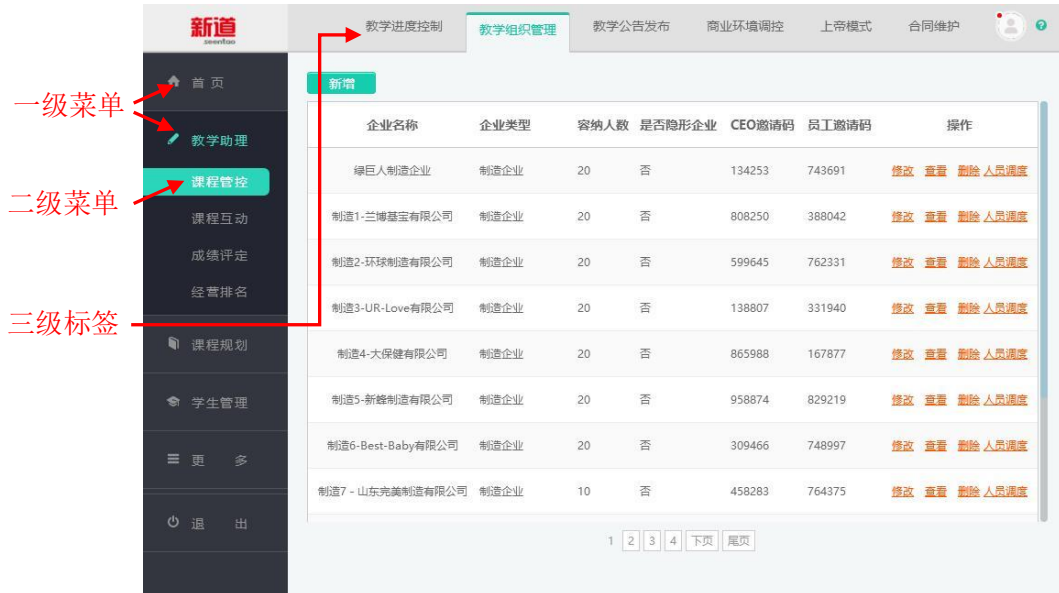 新道
seentao
教学进度控制 教学组织管理 教学公告发布 商业环境调控 上帝模式 合同维护
一级菜单
二级菜单
三级标签
首 页
教学助理
课程管控
课程互动
成绩评定
经营排名
课程规划
学生管理
更 多
退 出
新增
企业名称 企业类型 容纳人数 是否隐形企业 CEO邀请码 员工邀请码 操作
绿巨人制造企业 制造企业 20 否 134253 743691 修改 查看 删除 人员调度
制造1-兰博基宝有限公司 制造企业 20 否 808250 388042 修改 查看 删除 人员调度
制造2-环球制造有限公司 制造企业 20 否 599645 762331 修改 查看 删除 人员调度
制造3-UR-Love有限公司 制造企业 20 否 138807 331940 修改 查看 删除 人员调度
制造4-大保健有限公司 制造企业 20 否 865988 167877 修改 查看 删除 人员调度
制造5-新蜂制造有限公司 制造企业 20 否 958874 829219 修改 查看 删除 人员调度
制造6-Best-Baby有限公司 制造企业 20 否 309466 748997 修改 查看 删除 人员调度
制造7 - 山东完美制造有限公司 制造企业 10 否 458283 764375 修改 查看 删除 人员调度
1 2 3 4 下页 尾页